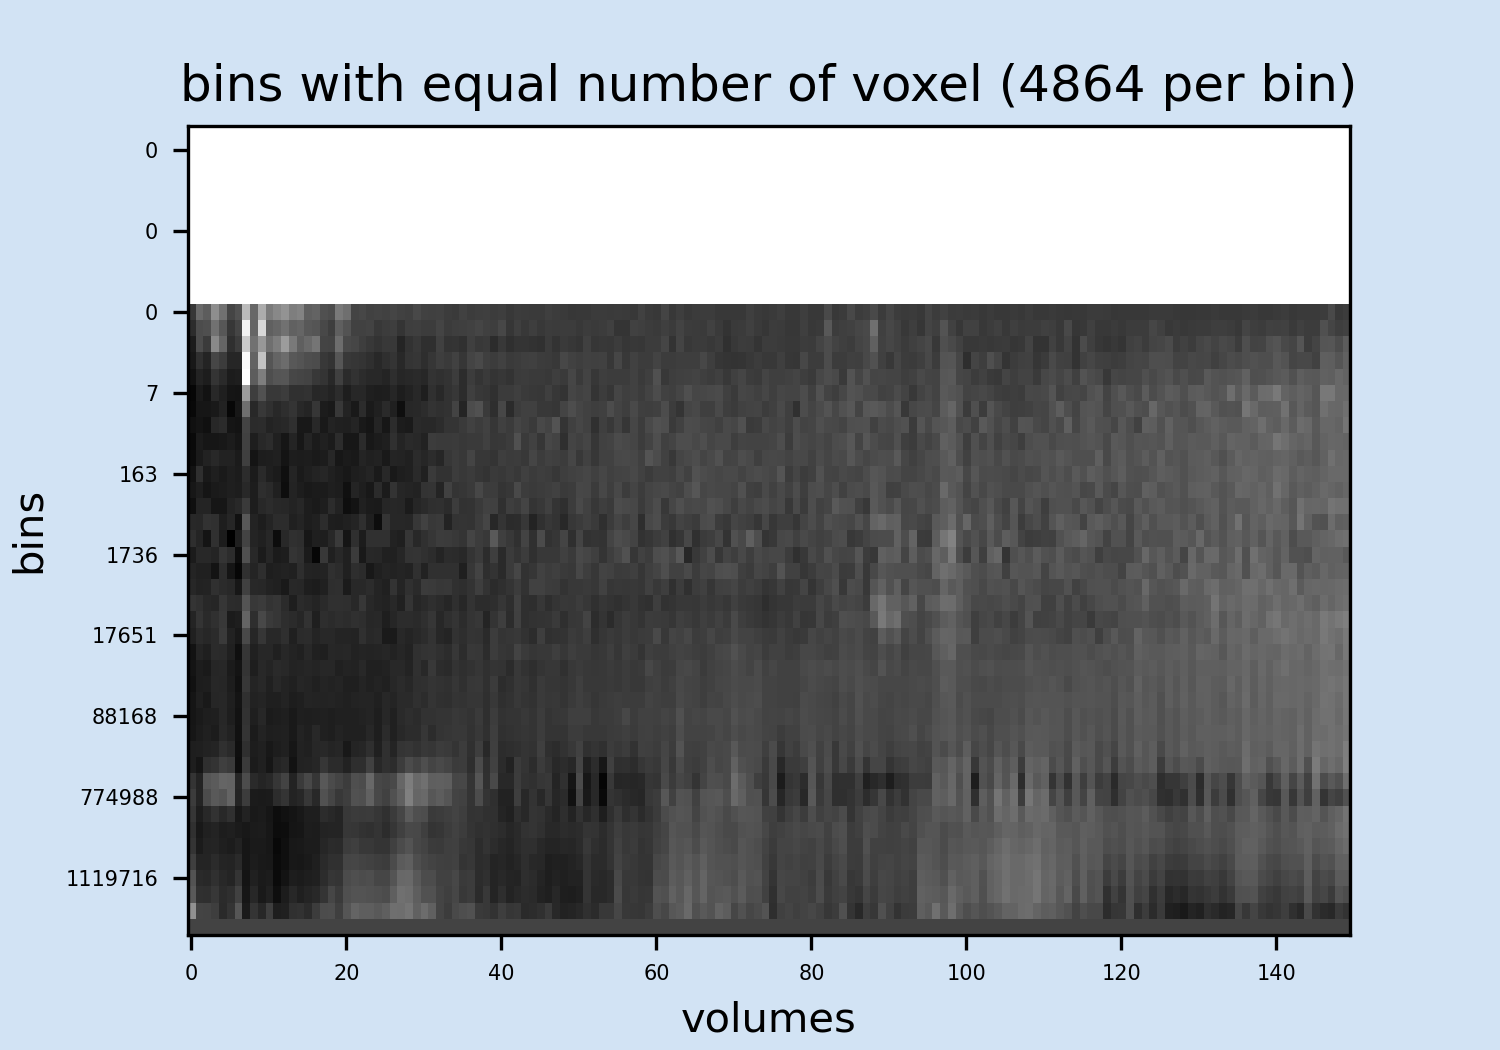 bins with equal number of voxel (4864 per bin)
0
0
0
7
163
1736
17651
88168
774988
1119716
bins
0 20 40 60 80 100 120 140
volumes